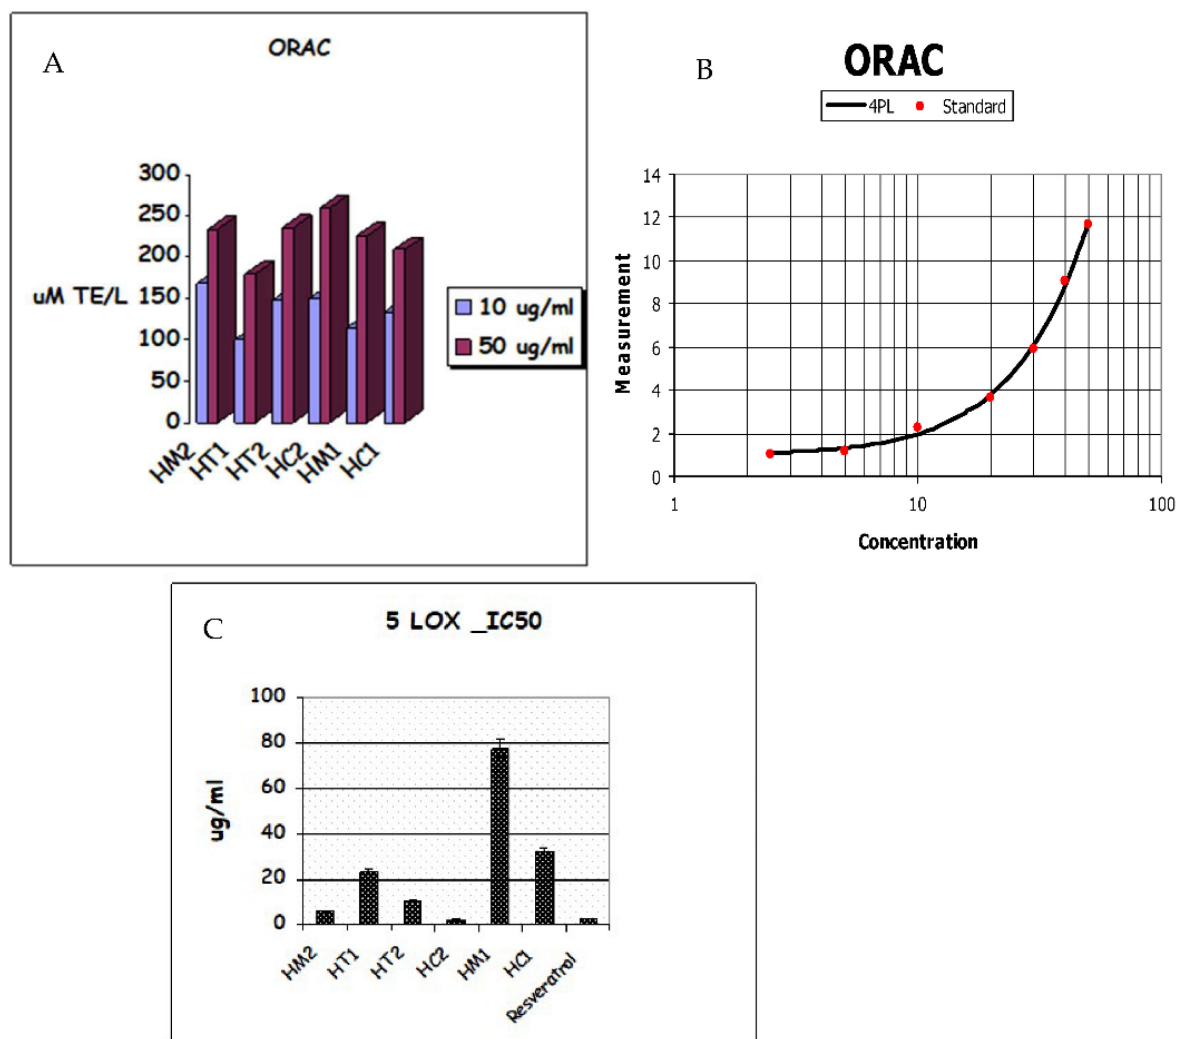 A
ORAC
300
250
200
150
100
50
0
uM TE/L
10 ug/ml
50 ug/ml
HM2
HT1
HT2
HC2
HM1
HC1
B
ORAC
4PL
Standard
14
12
10
8
6
4
2
0
Measurement
1
10
100
Concentration
C
5 LOX _IC50
100
80
60
40
20
0
ug/ml
HM2
HT1
HT2
HC2
HM1
HC1
Resveratrol